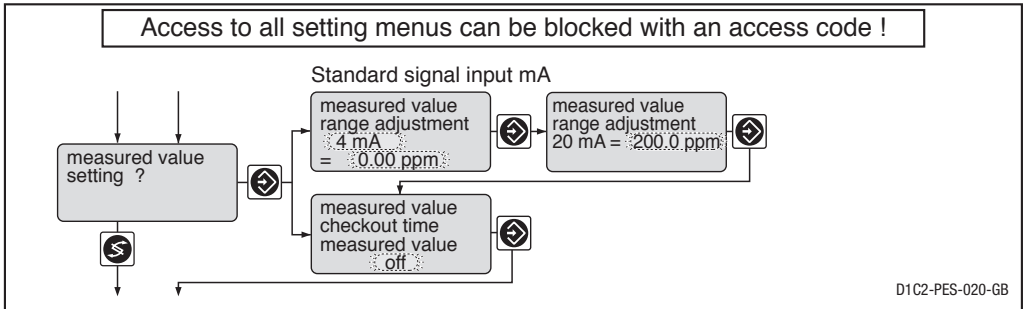 Access to all setting menus can be blocked with an access code !
Standard signal input mA
measured value
range adjustment
4 mA
= 0.00 ppm
measured value
range adjustment
20 mA = 200.0 ppm
measured value
setting ?
measured value
checkout time
measured value
off
D1C2-PES-020-GB